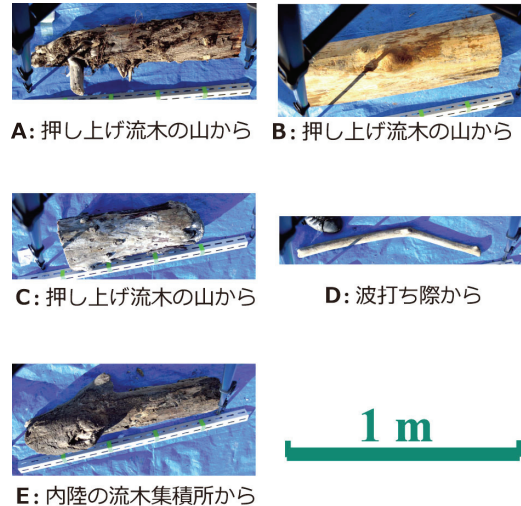 A: 押し上げ流木の山から
B: 押し上げ流木の山から
C: 押し上げ流木の山から
D: 波打ち際から
E: 内陸の流木集積所から
1 m